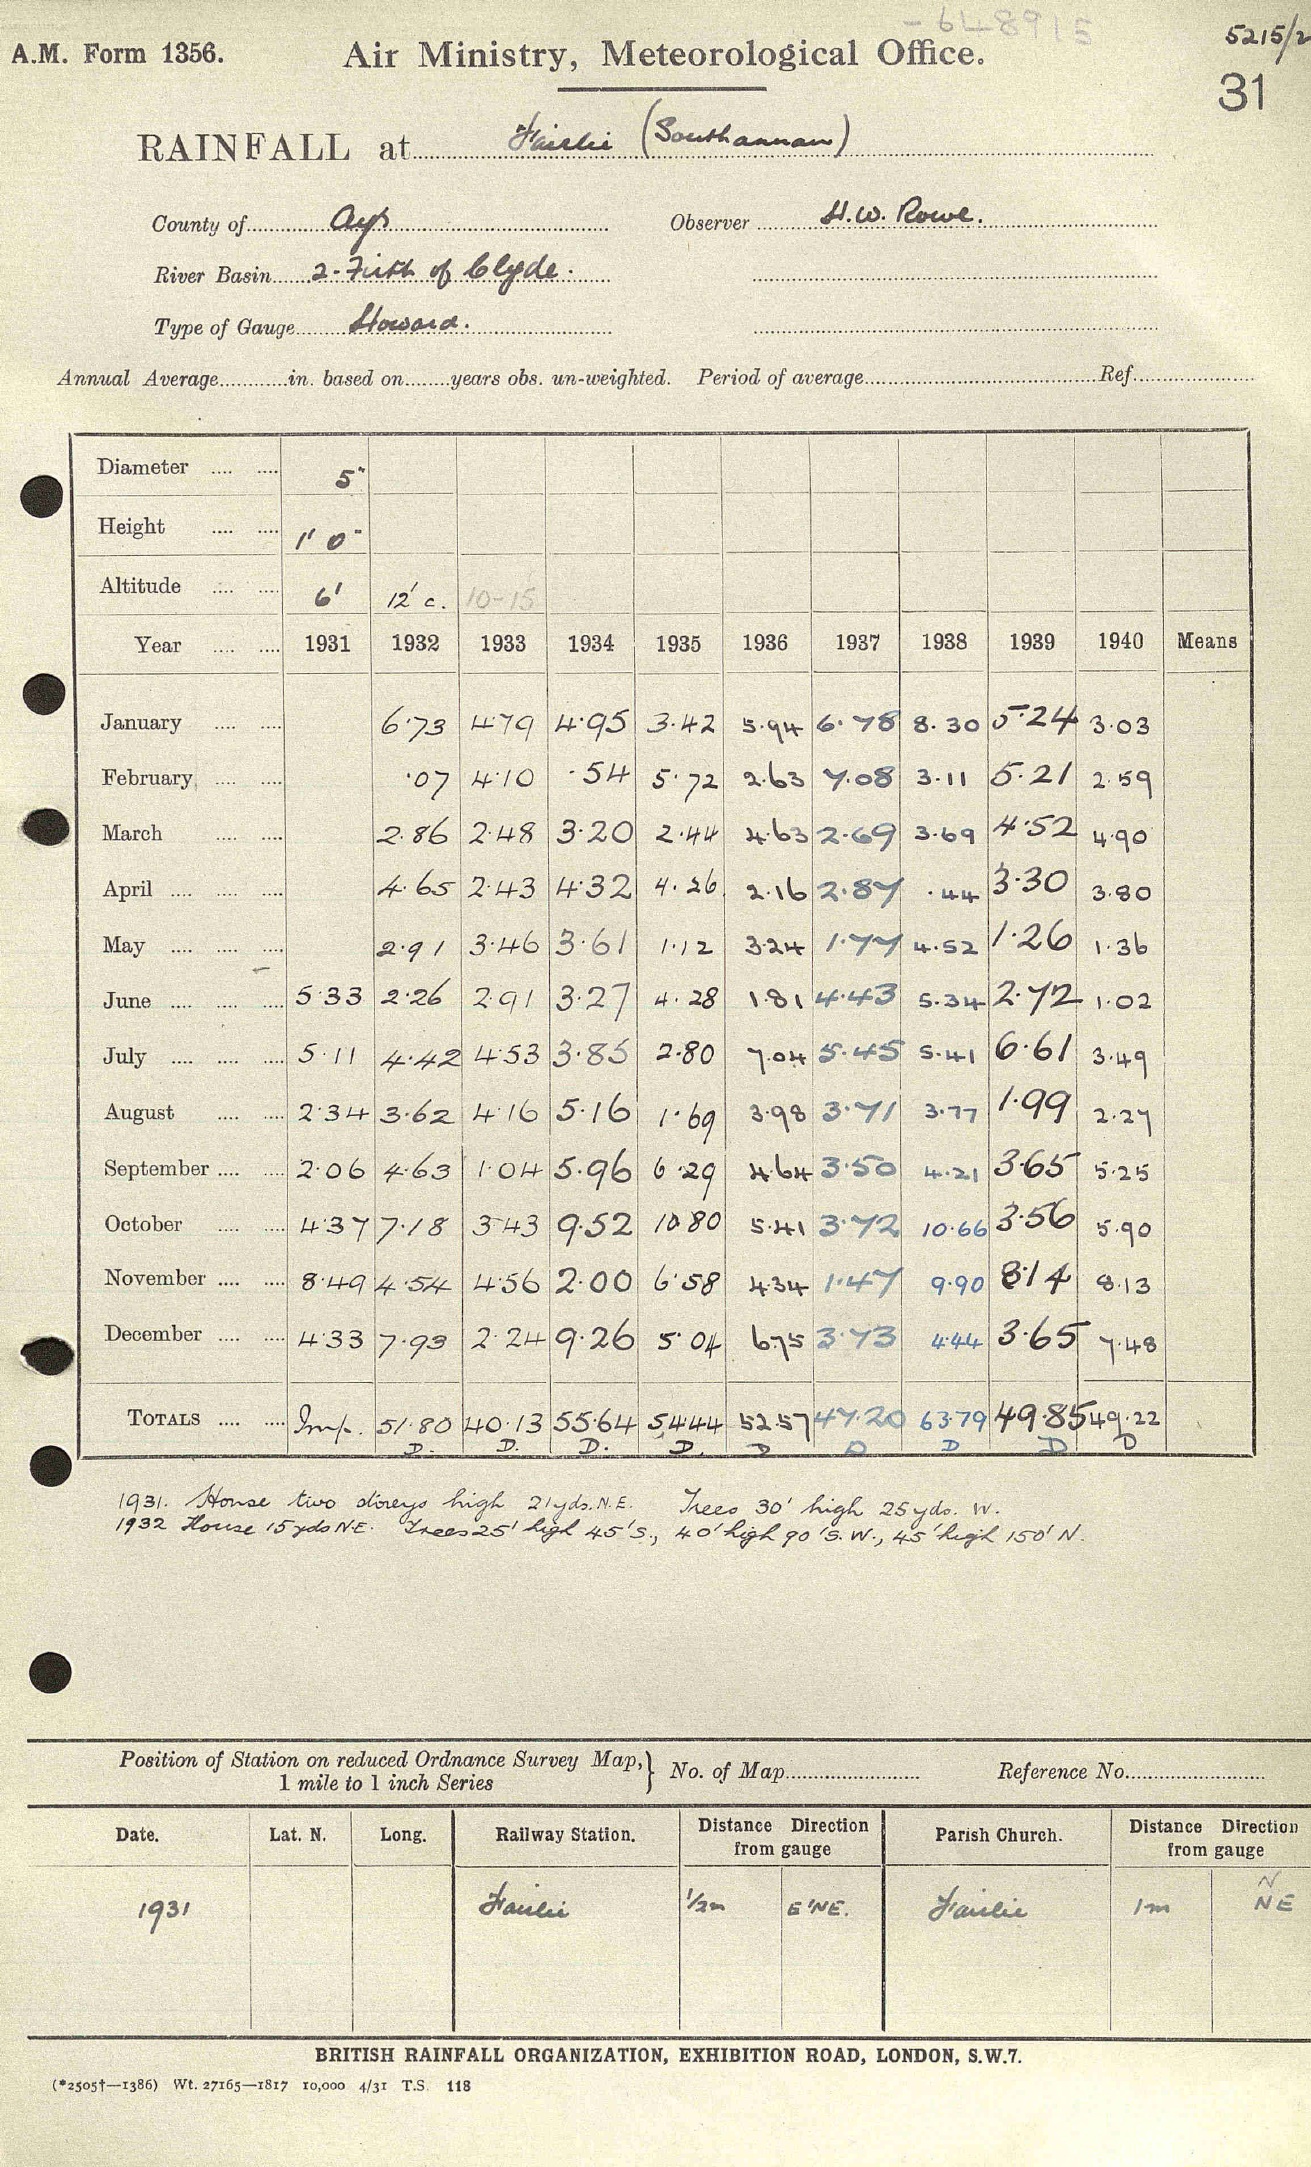 - 648915
5215/2
A.M. Form 1356. Air Ministry, Meteorological Office.
31
RAINFALL at Fairlie (Southannan)
County of Ayr Observer H.W. Rowe.
River Basin 2-Firth of Clyde.
Type of Gauge Howard.
Annual Average in. based on years obs. un-weighted. Period of average Ref.
Diameter 5"
Height 1' 0"
Altitude 6' 12' c. 10-15
Year 1931 1932 1933 1934 1935 1936 1937 1938 1939 1940 Means
January 6.73 4.79 4.95 3.42 5.94 6.78 8.30 5.24 3.03
February .07 4.10 .54 5.72 2.63 7.08 3.11 5.21 2.59
March 2.86 2.48 3.20 2.44 4.63 2.69 3.69 4.52 4.90
April 4.65 2.43 4.32 4.26 2.16 2.87 .44 3.30 3.80
May 2.91 3.46 3.61 1.12 3.24 1.77 4.52 1.26 1.36
June 5.33 2.26 2.91 3.27 4.28 1.81 4.43 5.34 2.72 1.02
July 5.11 4.42 4.53 3.85 2.80 7.04 5.45 5.41 6.61 3.49
August 2.34 3.62 4.16 5.16 1.69 3.98 3.71 3.77 1.99 2.27
September 2.06 4.63 1.04 5.96 6.29 4.64 3.50 4.21 3.65 5.25
October 4.37 7.18 3.43 9.52 10.80 5.41 3.72 10.66 3.56 5.90
November 8.49 4.54 4.56 2.00 6.58 4.34 1.47 9.90 8.14 8.13
December 4.33 7.93 2.24 9.26 5.04 6.75 3.73 4.44 3.65 7.48
TOTALS Imp. 51.80 40.13 55.64 54.44 52.57 47.20 63.79 49.85 49.22
D. D. D. D. D D D D D
1931. House two storeys high 21 yds. N.E. Trees 30' high 25 yds. W.
1932 House 15 yds N.E. Trees 25' high 45' S., 40' high 90' S.W., 45' high 150' N.
Position of Station on reduced Ordnance Survey Map, } No. of Map Reference No.
1 mile to 1 inch Series
Date. Lat. N. Long. Railway Station. Distance Direction from gauge Parish Church. Distance Direction from gauge
N
1931 Fairlie 1/2m E'NE. Fairlie 1m NE
BRITISH RAINFALL ORGANIZATION, EXHIBITION ROAD, LONDON, S.W.7.
(*2505†—1386) Wt. 27165—1817 10,000 4/31 T.S. 118